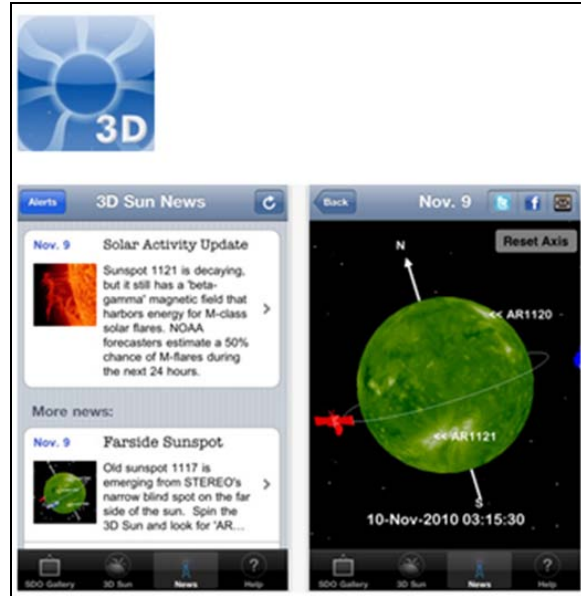 3D
Alerts
3D Sun News
Nov. 9
Solar Activity Update
Sunspot 1121 is decaying,
but it still has a 'beta-
gamma' magnetic field that
harbors energy for M-class
solar flares. NOAA
forecasters estimate a 50%
chance of M-flares during
the next 24 hours.
More news:
Nov. 9
Farside Sunspot
Old sunspot 1117 is
emerging from STEREO's
narrow blind spot on the far
side of the sun. Spin the
3D Sun and look for 'AR...
SDO Gallery
3D Sun
News
Help
Back
Nov. 9
Reset Axis
N
<< AR1120
<< AR1121
S
10-Nov-2010 03:15:30
SDO Gallery
3D Sun
News
Help